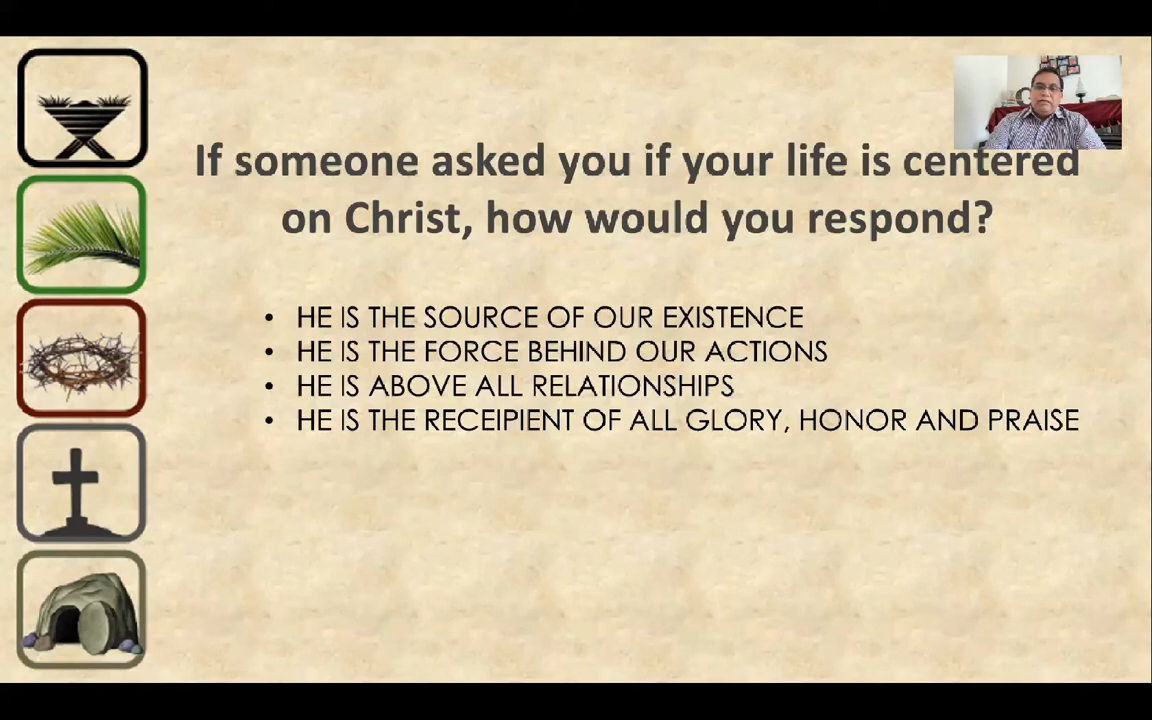 If someone asked you if your life is centered
on Christ, how would you respond?
• HE IS THE SOURCE OF OUR EXISTENCE
• HE IS THE FORCE BEHIND OUR ACTIONS
• HE IS ABOVE ALL RELATIONSHIPS
• HE IS THE RECEIPIENT OF ALL GLORY, HONOR AND PRAISE